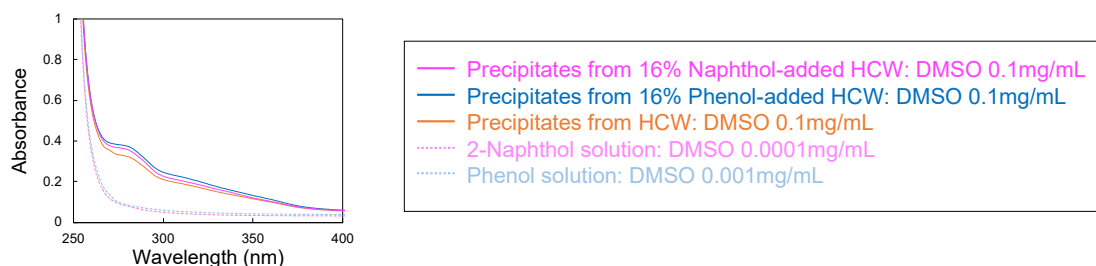 1
0.8
0.6
0.4
0.2
0
Absorbance
250 300 350 400
Wavelength (nm)
Precipitates from 16% Naphthol-added HCW: DMSO 0.1mg/mL
Precipitates from 16% Phenol-added HCW: DMSO 0.1mg/mL
Precipitates from HCW: DMSO 0.1mg/mL
2-Naphthol solution: DMSO 0.0001mg/mL
Phenol solution: DMSO 0.001mg/mL